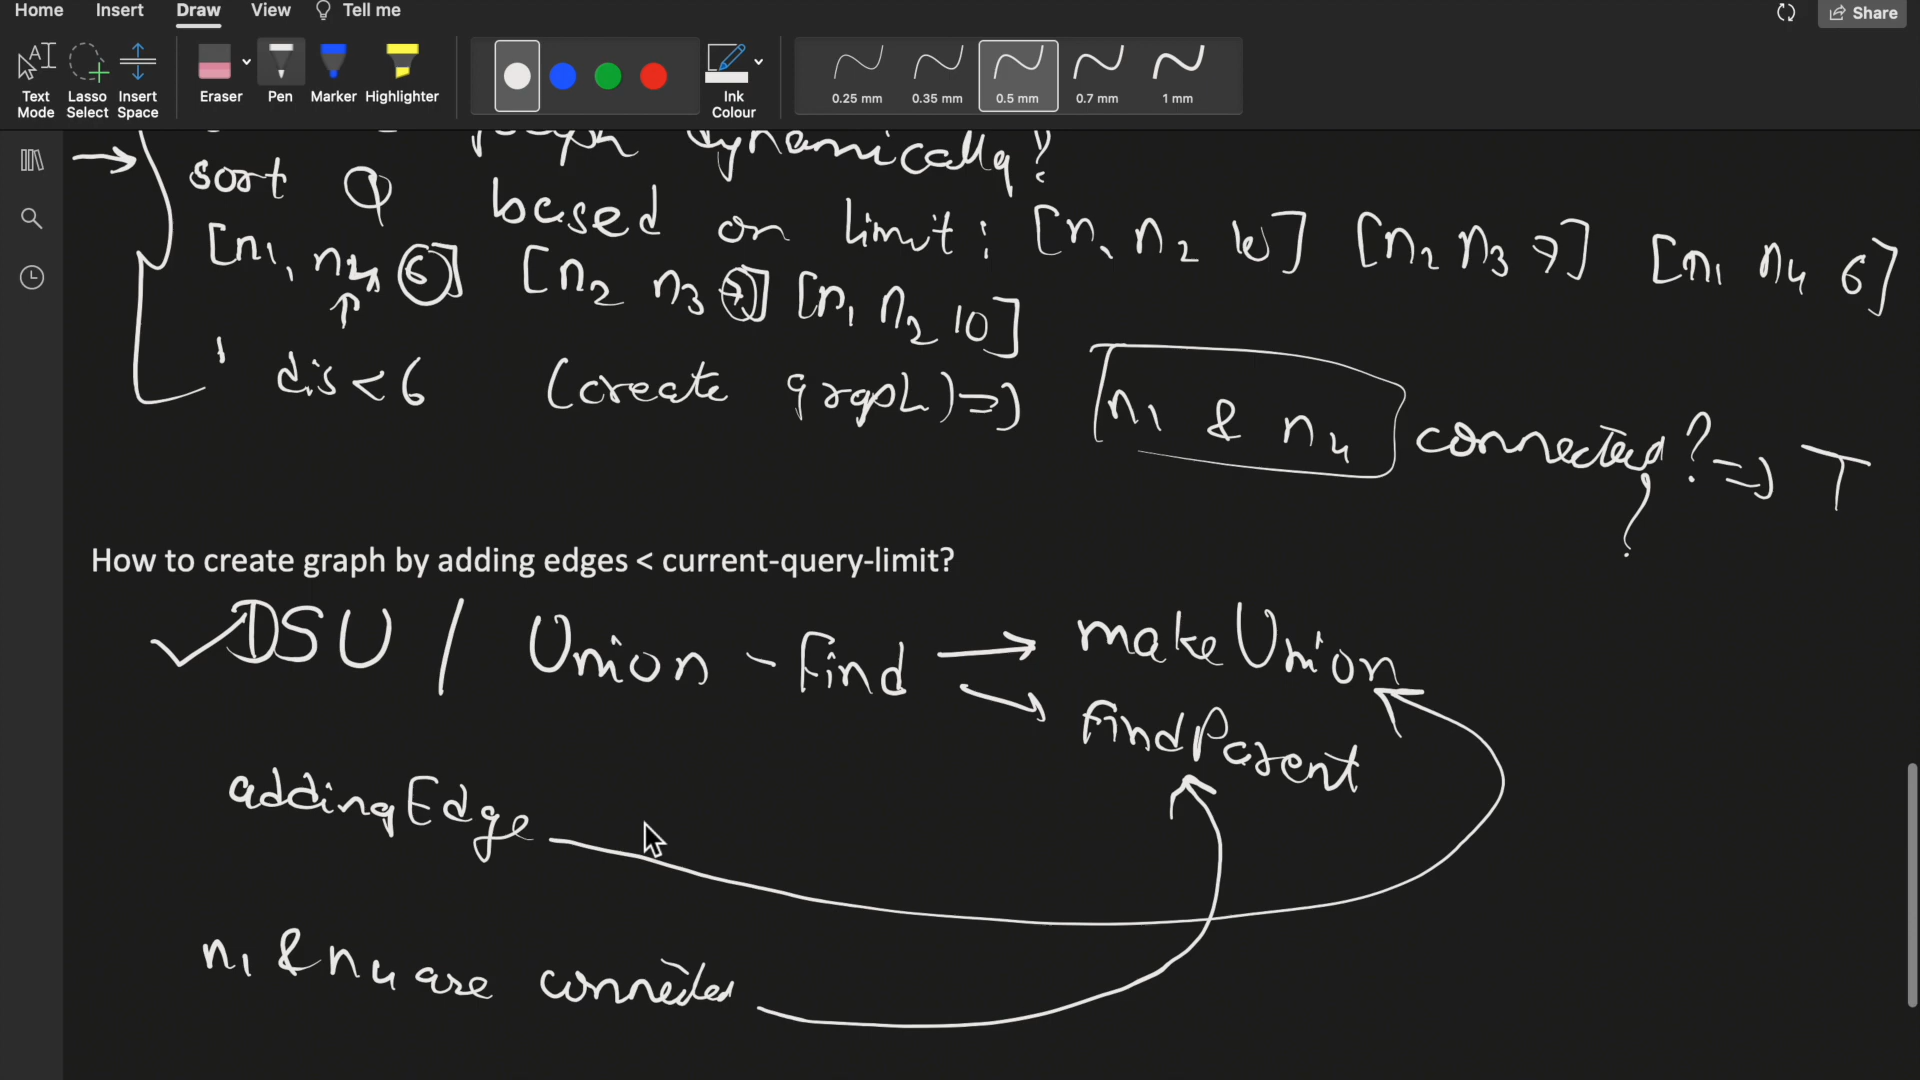 Home Insert Draw View Tell me Share
Text Mode Lasso Select Insert Space Eraser Pen Marker Highlighter Ink Colour 0.25 mm 0.35 mm 0.5 mm 0.7 mm 1 mm
graph dynamically?
sort Q based on limit: [n1 n2 10] [n2 n3 7] [n1 n4 6]
[n1, n4 6] [n2 n3 7] [n1 n2 10]
dis < 6 (create graph) => n1 & n4 connected? => T
?
How to create graph by adding edges < current-query-limit?
DSU / Union - Find → makeUnion
→ findParent
adding Edge
n1 & n4 are connected